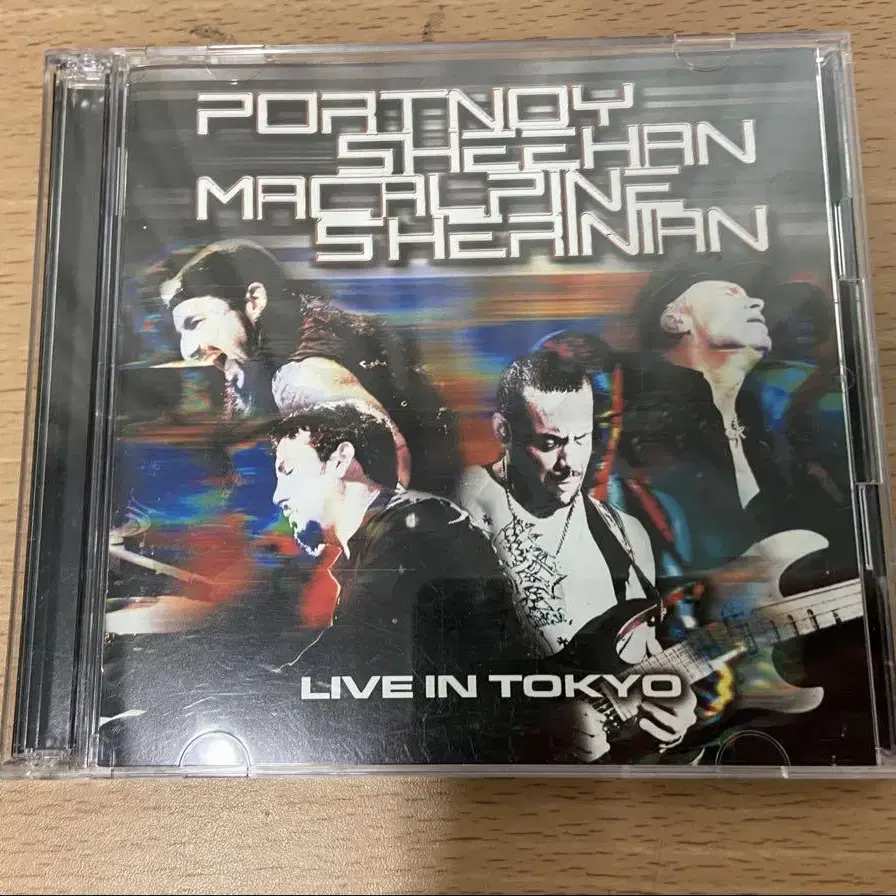 PORTNOY
SHEEHAN
MACALPINE
SHERINIAN
LIVE IN TOKYO